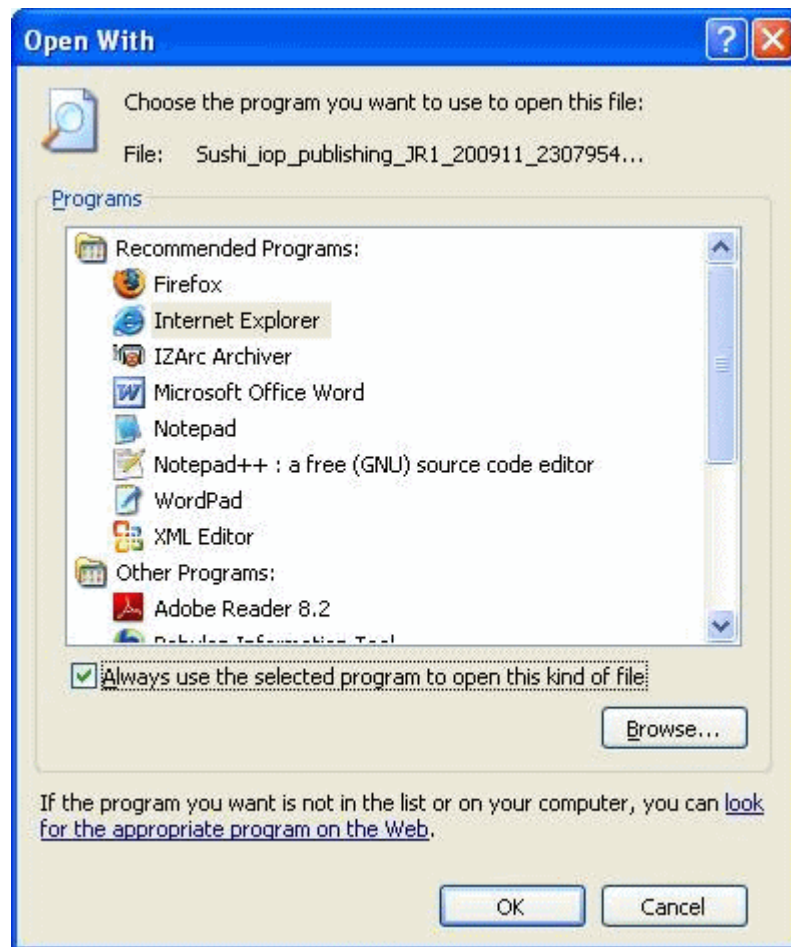 Open With
Choose the program you want to use to open this file:
File: Sushi_iop_publishing_JR1_200911_2307954...
Programs
Recommended Programs:
Firefox
Internet Explorer
IZArc Archiver
Microsoft Office Word
Notepad
Notepad++ : a free (GNU) source code editor
WordPad
XML Editor
Other Programs:
Adobe Reader 8.2
Babylon Information Tool
Always use the selected program to open this kind of file
Browse...
If the program you want is not in the list or on your computer, you can look
for the appropriate program on the Web.
OK Cancel